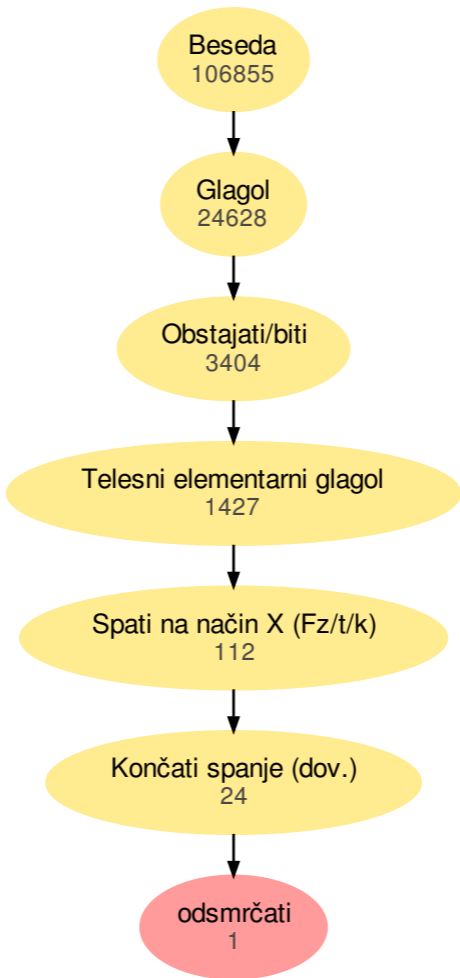 Beseda
106855
Glagol
24628
Obstajati/biti
3404
Telesni elementarni glagol
1427
Spati na način X (Fz/t/k)
112
Končati spanje (dov.)
24
odsmrčati
1